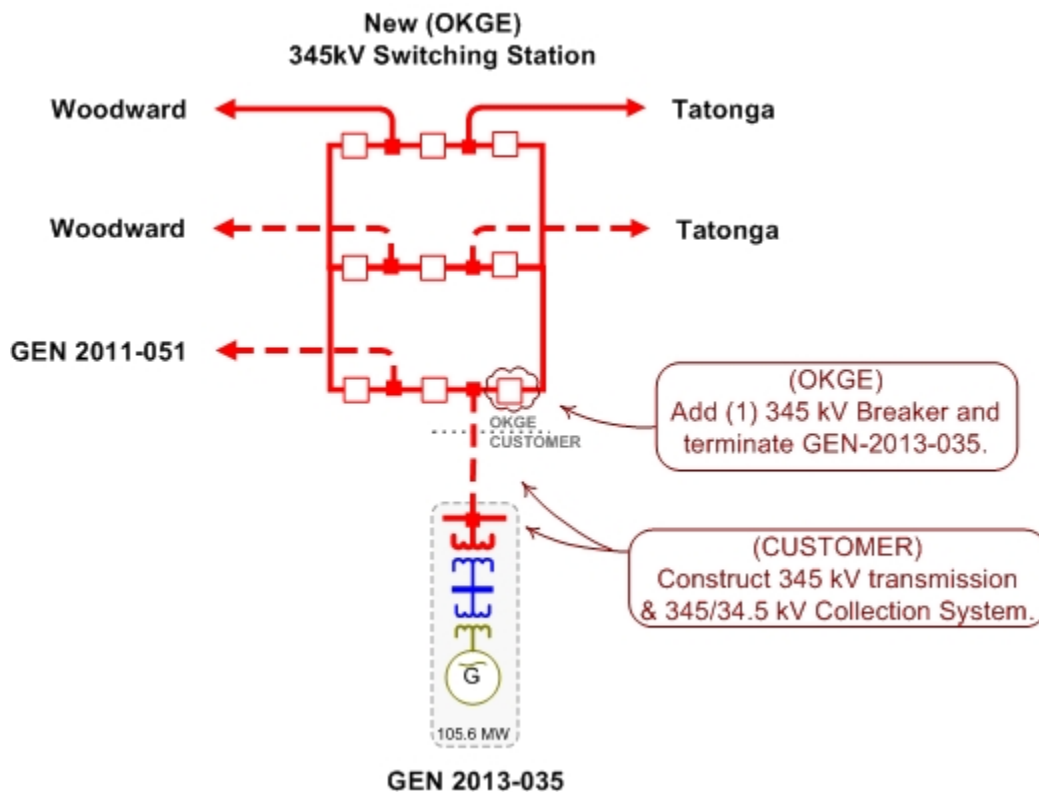 New (OKGE)
345kV Switching Station
Woodward
Tatonga
Woodward
Tatonga
GEN 2011-051
(OKGE)
Add (1) 345 kV Breaker and
terminate GEN-2013-035.
OKGE
CUSTOMER
(CUSTOMER)
Construct 345 kV transmission
& 345/34.5 kV Collection System.
G
105.6 MW
GEN 2013-035